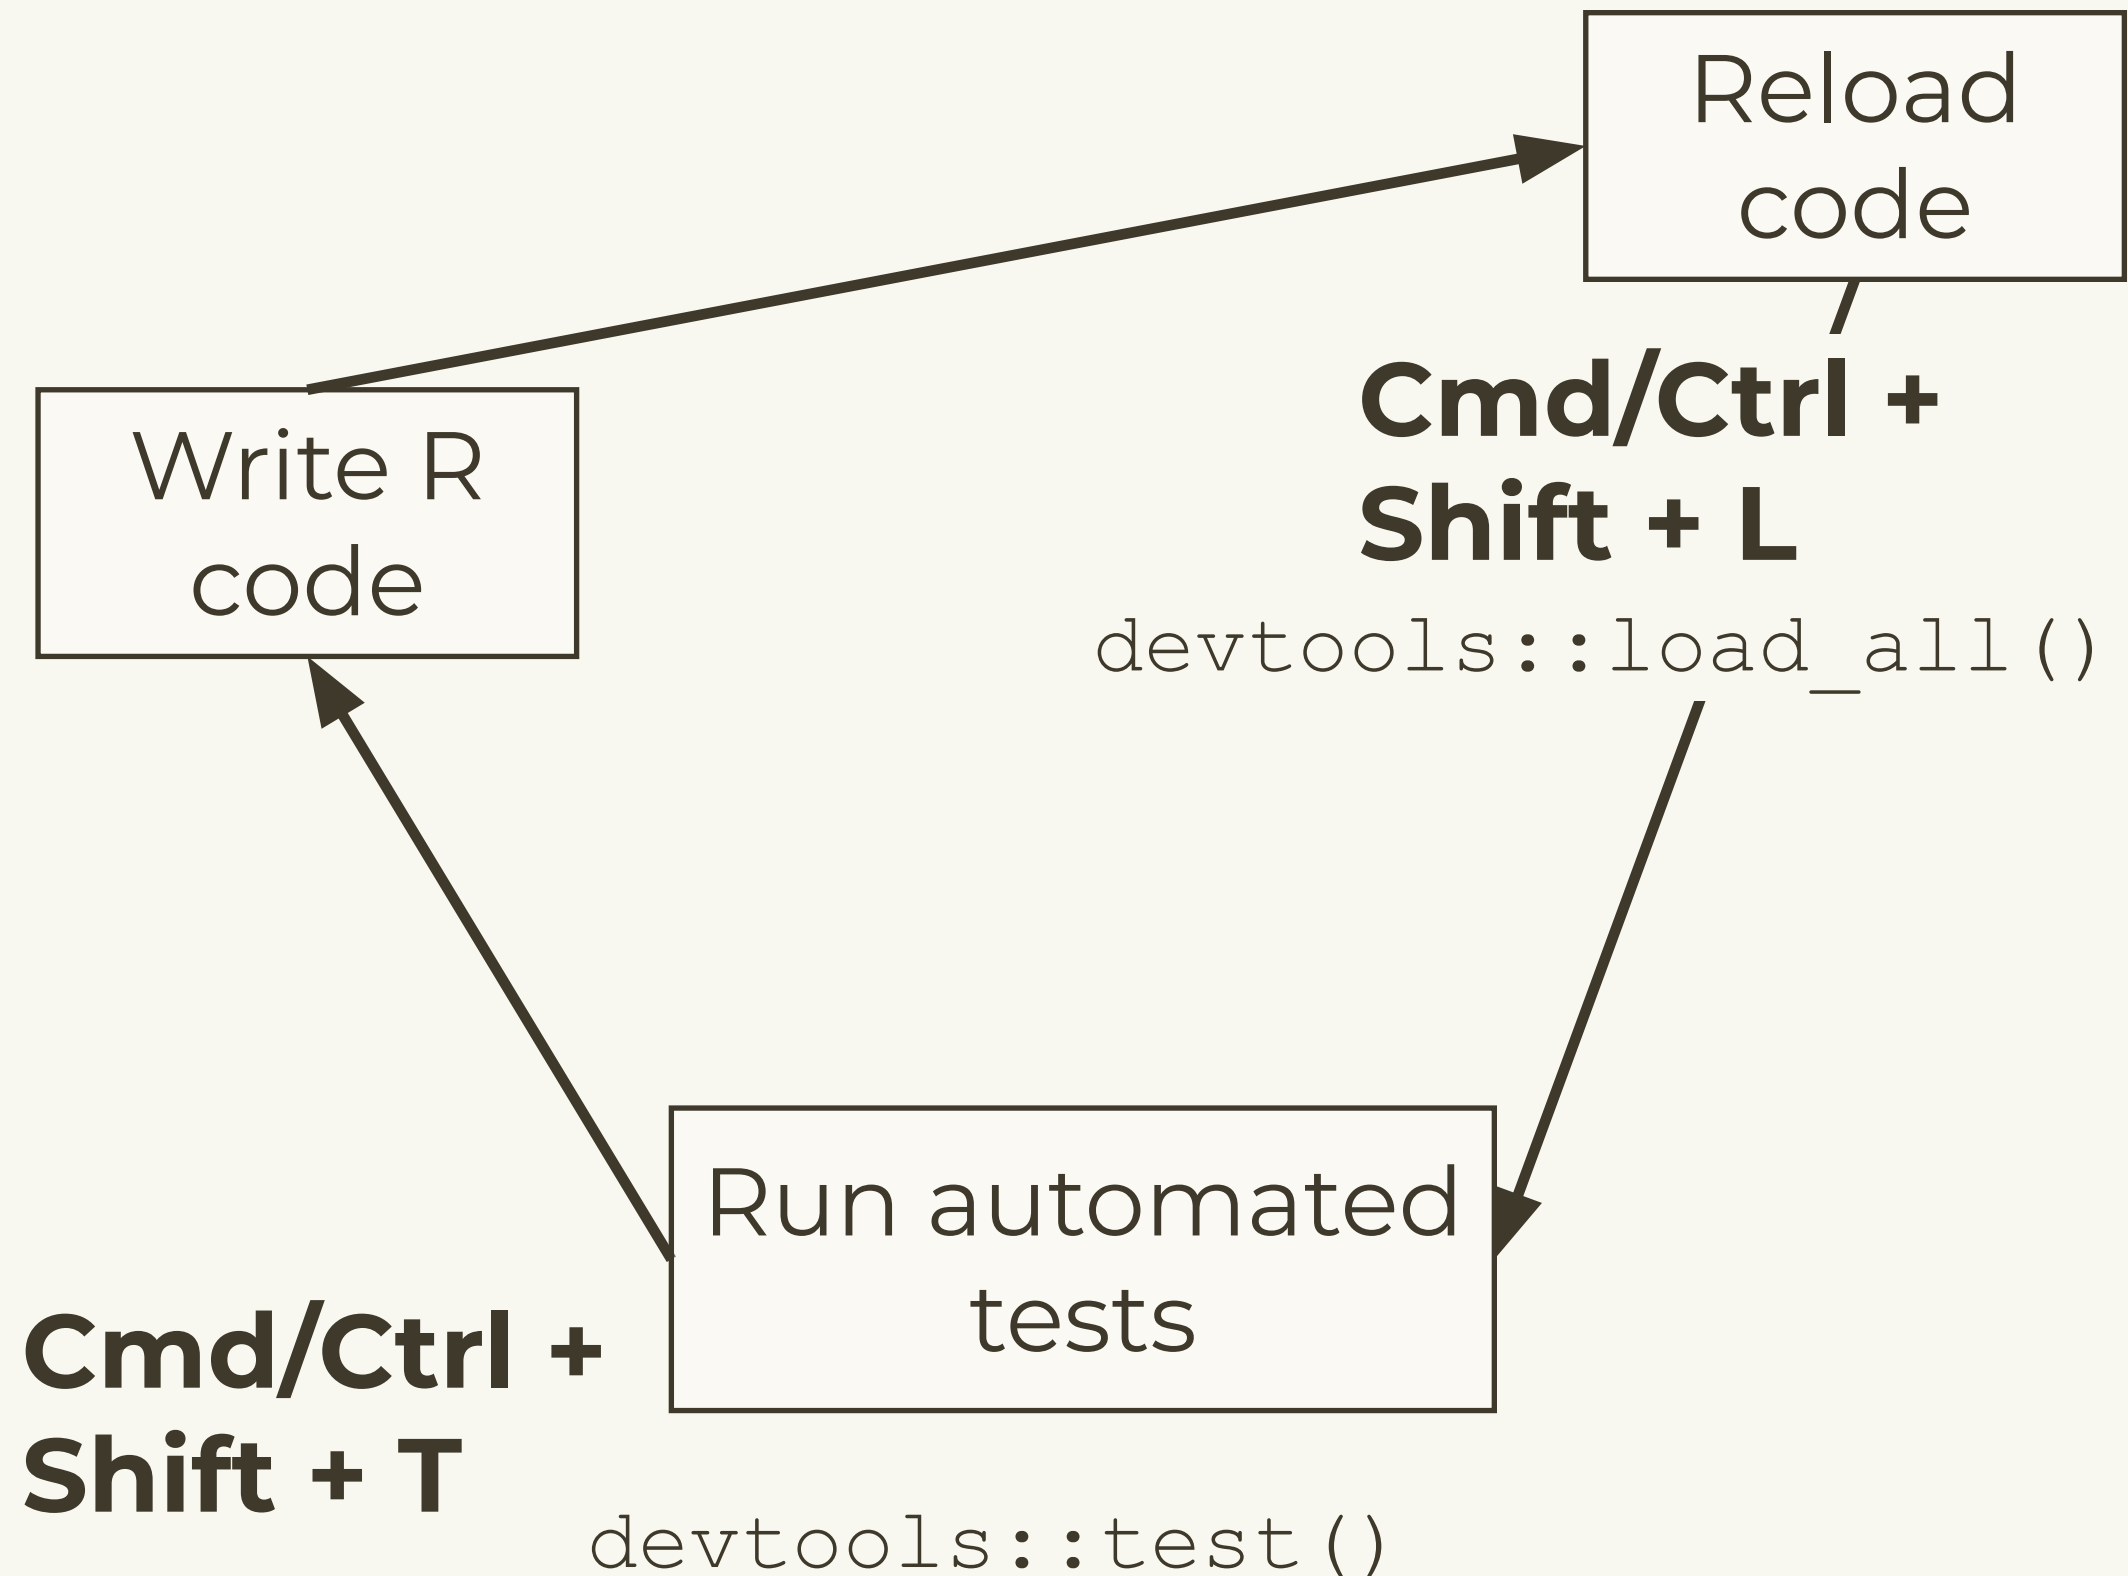 Reload
code
Write R
code
Cmd/Ctrl +
Shift + L
devtools::load_all()
Run automated
tests
Cmd/Ctrl +
Shift + T
devtools::test()